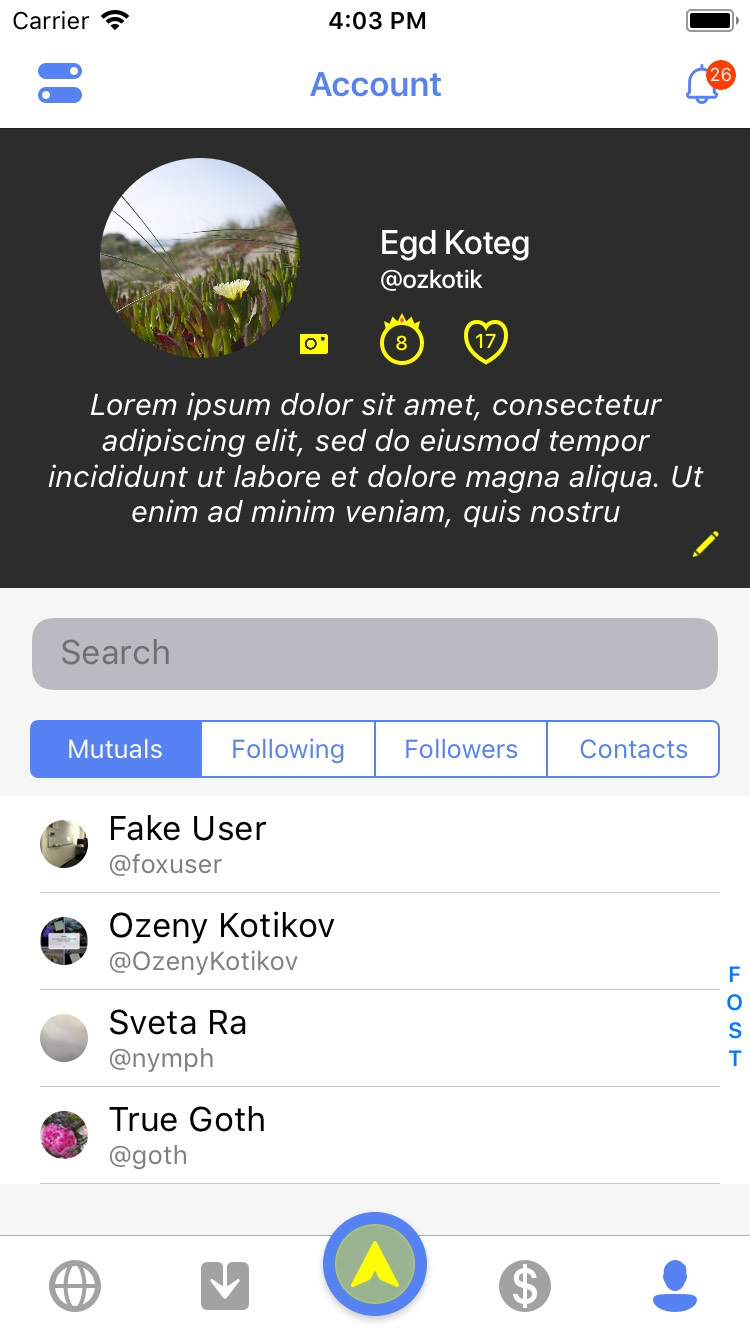 Carrier 4:03 PM
Account 26
Egd Koteg
@ozkotik
8 17
Lorem ipsum dolor sit amet, consectetur
adipiscing elit, sed do eiusmod tempor
incididunt ut labore et dolore magna aliqua. Ut
enim ad minim veniam, quis nostru
Search
Mutuals Following Followers Contacts
Fake User
@foxuser
Ozeny Kotikov
@OzenyKotikov
Sveta Ra
@nymph
True Goth
@goth
F
O
S
T
$